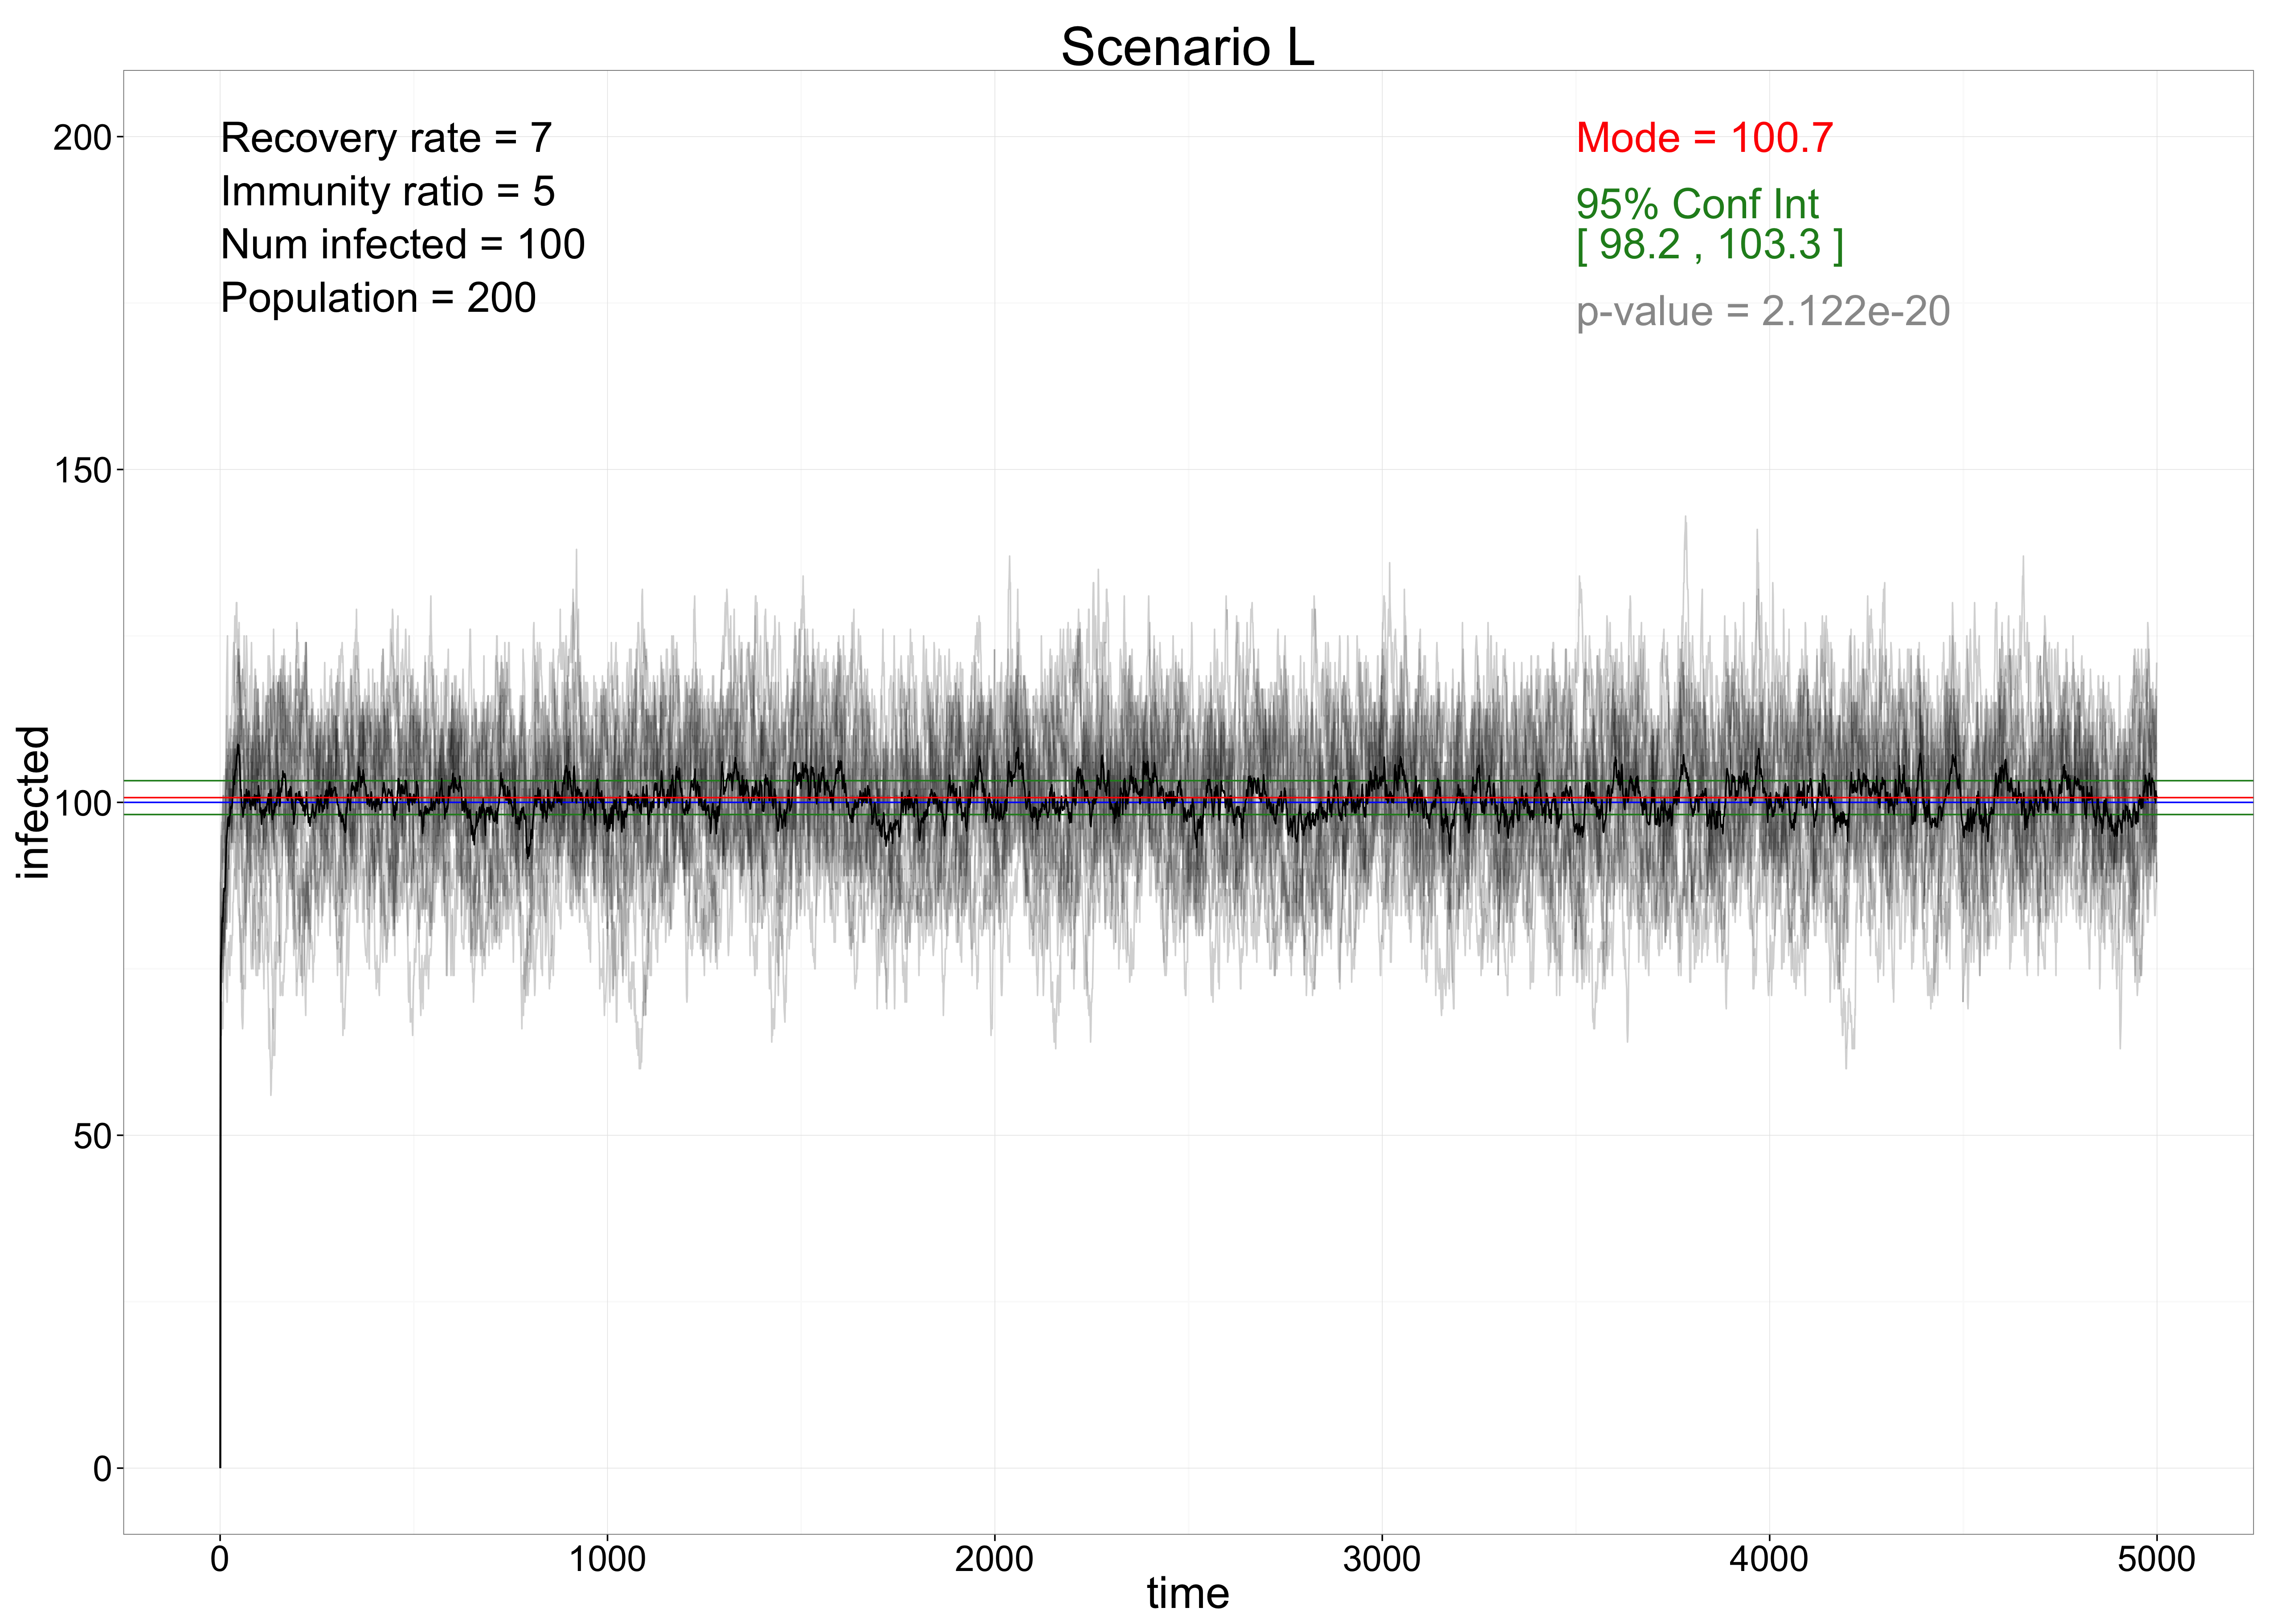 Scenario L
Recovery rate = 7
Immunity ratio = 5
Num infected = 100
Population = 200
Mode = 100.7
95% Conf Int
[ 98.2 , 103.3 ]
p-value = 2.122e-20
infected
200
150
100
50
0
0 1000 2000 3000 4000 5000
time